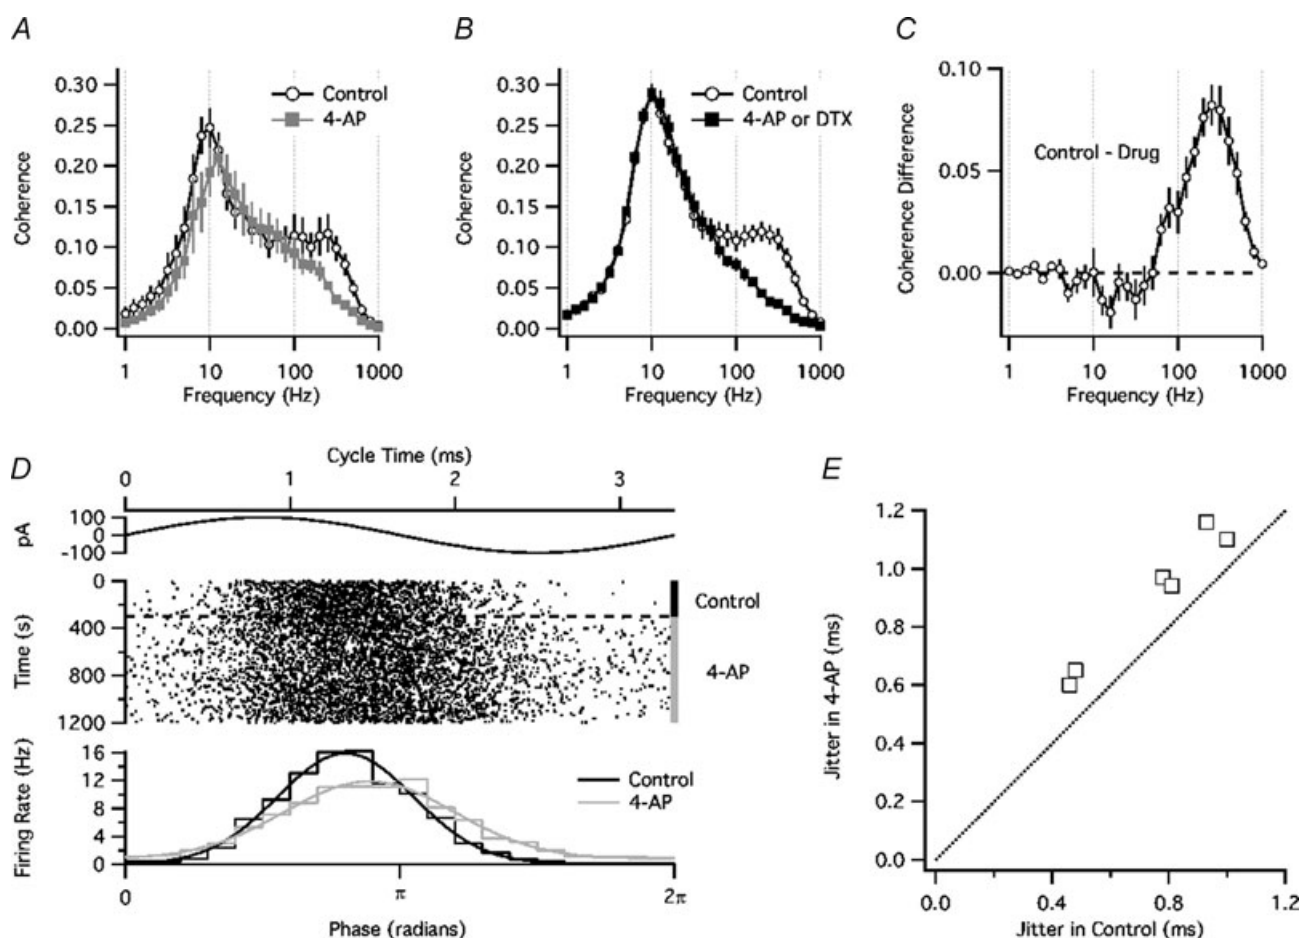 A
0.30
0.25
0.20
0.15
0.10
0.05
0.00
Coherence
Control
4-AP
1 10 100 1000
Frequency (Hz)
B
0.30
0.25
0.20
0.15
0.10
0.05
0.00
Coherence
Control
4-AP or DTX
1 10 100 1000
Frequency (Hz)
C
0.10
0.05
0.00
Coherence Difference
Control - Drug
1 10 100 1000
Frequency (Hz)
D
Cycle Time (ms)
0 1 2 3
pA
100
0
-100
Time (s)
0
400
800
1200
Control
4-AP
Firing Rate (Hz)
16
12
8
4
0
Control
4-AP
0 π 2π
Phase (radians)
E
1.2
1.0
0.8
0.6
0.4
0.2
0.0
Jitter in 4-AP (ms)
0.0 0.4 0.8 1.2
Jitter in Control (ms)